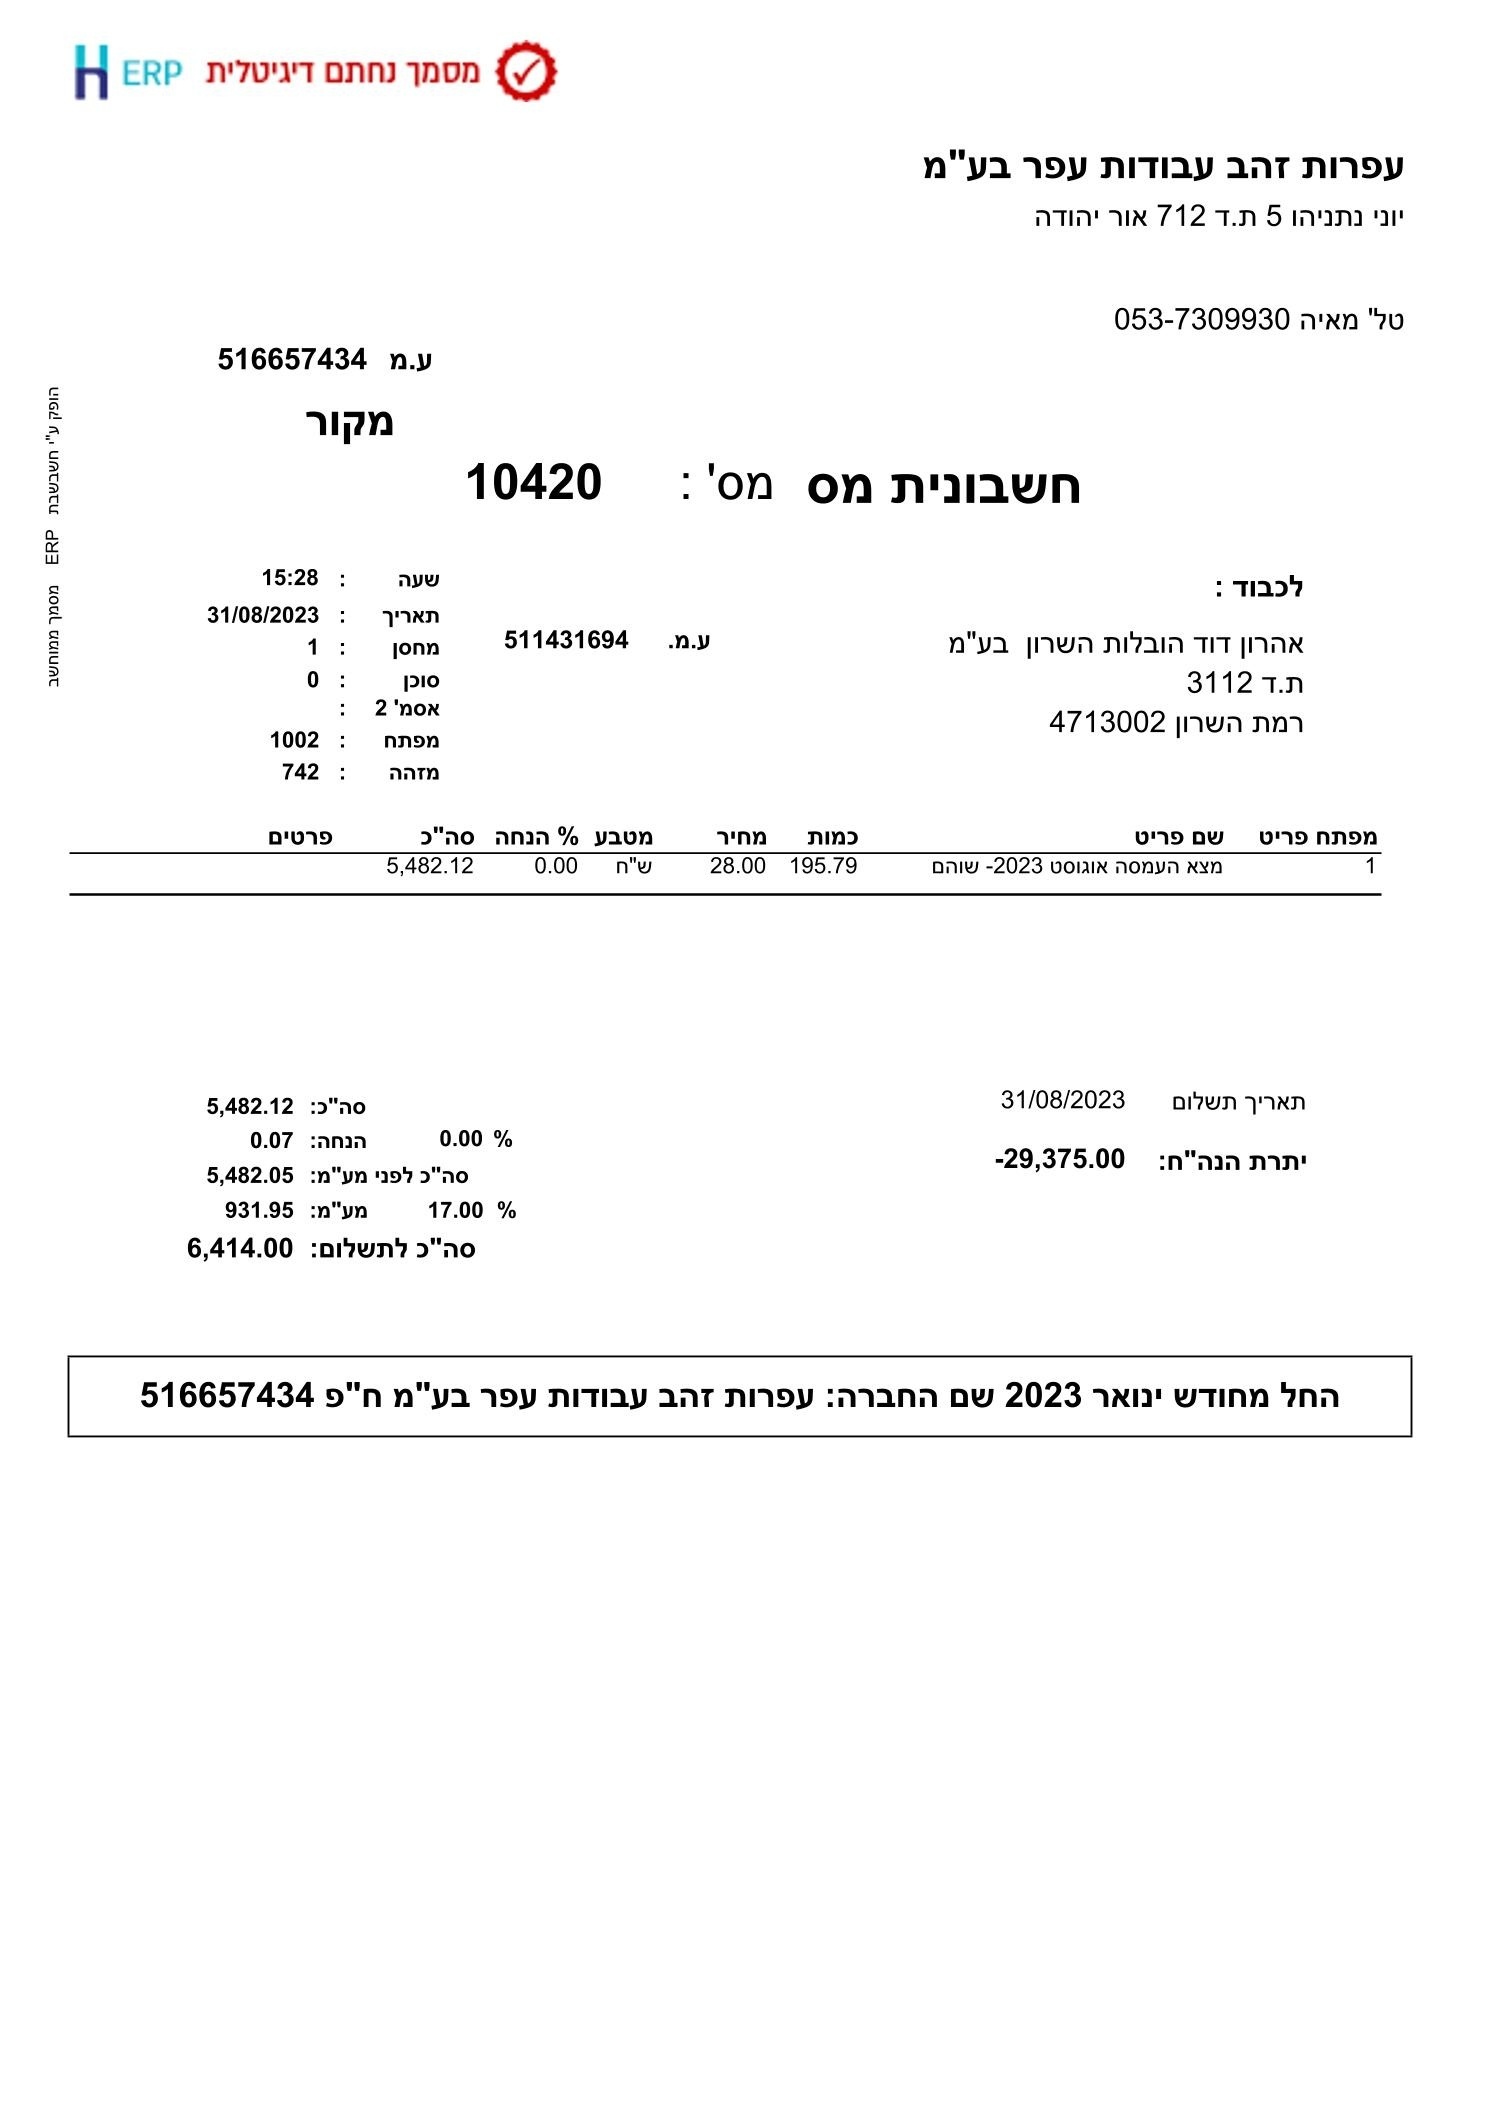 ERP מסמך נחתם דיגיטלית
עפרות זהב עבודות עפר בע"מ
יוני נתניהו 5 ת.ד 712 אור יהודה
טל' מאיה 053-7309930
ע.מ 516657434
מקור
חשבונית מס מס' : 10420
שעה : 15:28
תאריך : 31/08/2023
מחסן : 1
סוכן : 0
אסמ' 2 :
מפתח : 1002
מזהה : 742
לכבוד :
אהרון דוד הובלות השרון בע"מ ע.מ. 511431694
ת.ד 3112
רמת השרון 4713002
מפתח פריט שם פריט כמות מחיר מטבע % הנחה סה"כ פרטים
1 מצא העמסה אוגוסט 2023- שוהם 195.79 28.00 ש"ח 0.00 5,482.12
תאריך תשלום 31/08/2023
יתרת הנה"ח: -29,375.00
סה"כ: 5,482.12
% 0.00 הנחה: 0.07
סה"כ לפני מע"מ: 5,482.05
% 17.00 מע"מ: 931.95
סה"כ לתשלום: 6,414.00
החל מחודש ינואר 2023 שם החברה: עפרות זהב עבודות עפר בע"מ ח"פ 516657434
הופק ע"י חשבשבת ERP מסמך ממוחשב